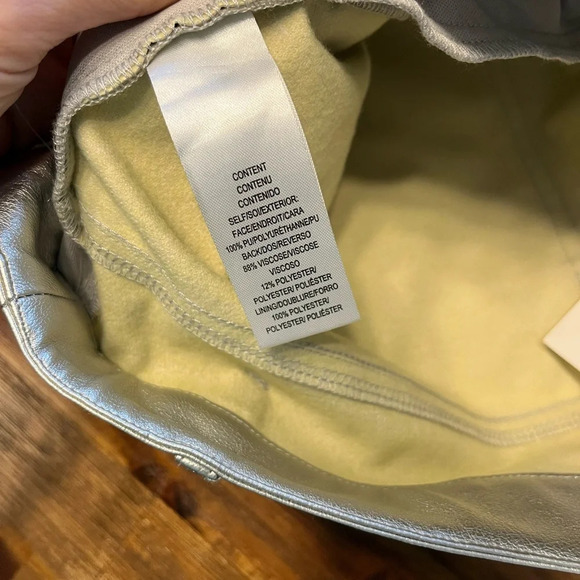 CONTENT
CONTENU
CONTENIDO
SELF/SOI/EXTERIOR:
FACE/ENDROIT/CARA
100% PU/POLYURÉTHANNE/PU
BACK/DOS/REVERSO
88% VISCOSE/VISCOSE
VISCOSO
12% POLYESTER/
POLYESTER/ POLIÉSTER
LINING/DOUBLURE/FORRO
100% POLYESTER/
POLYESTER/ POLIÉSTER